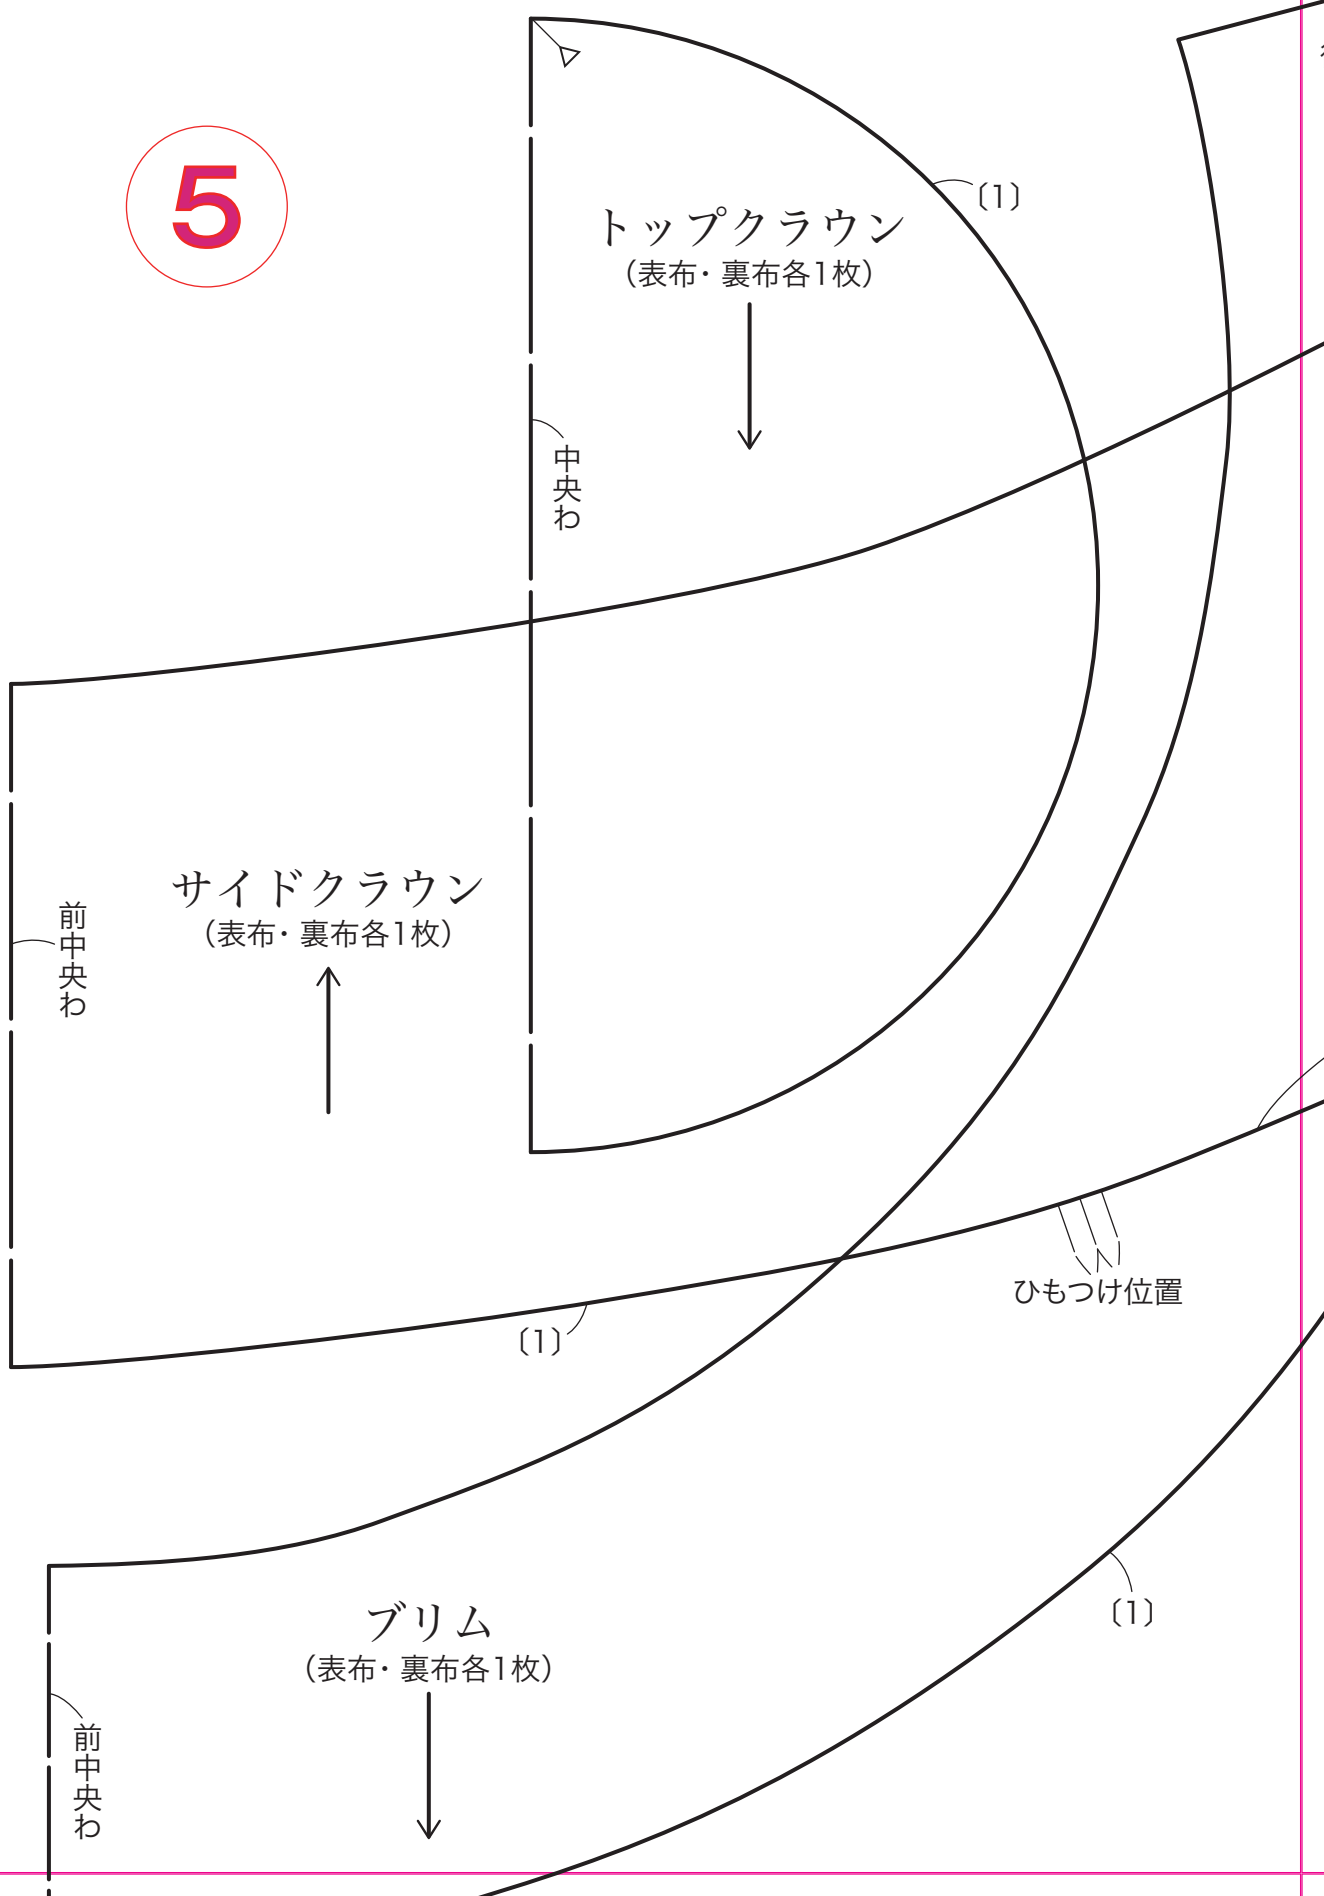 5
トップクラウン
（表布・裏布各1枚）
〔1〕
中央わ
サイドクラウン
（表布・裏布各1枚）
前中央わ
ひもつけ位置
〔1〕
ブリム
（表布・裏布各1枚）
〔1〕
前中央わ